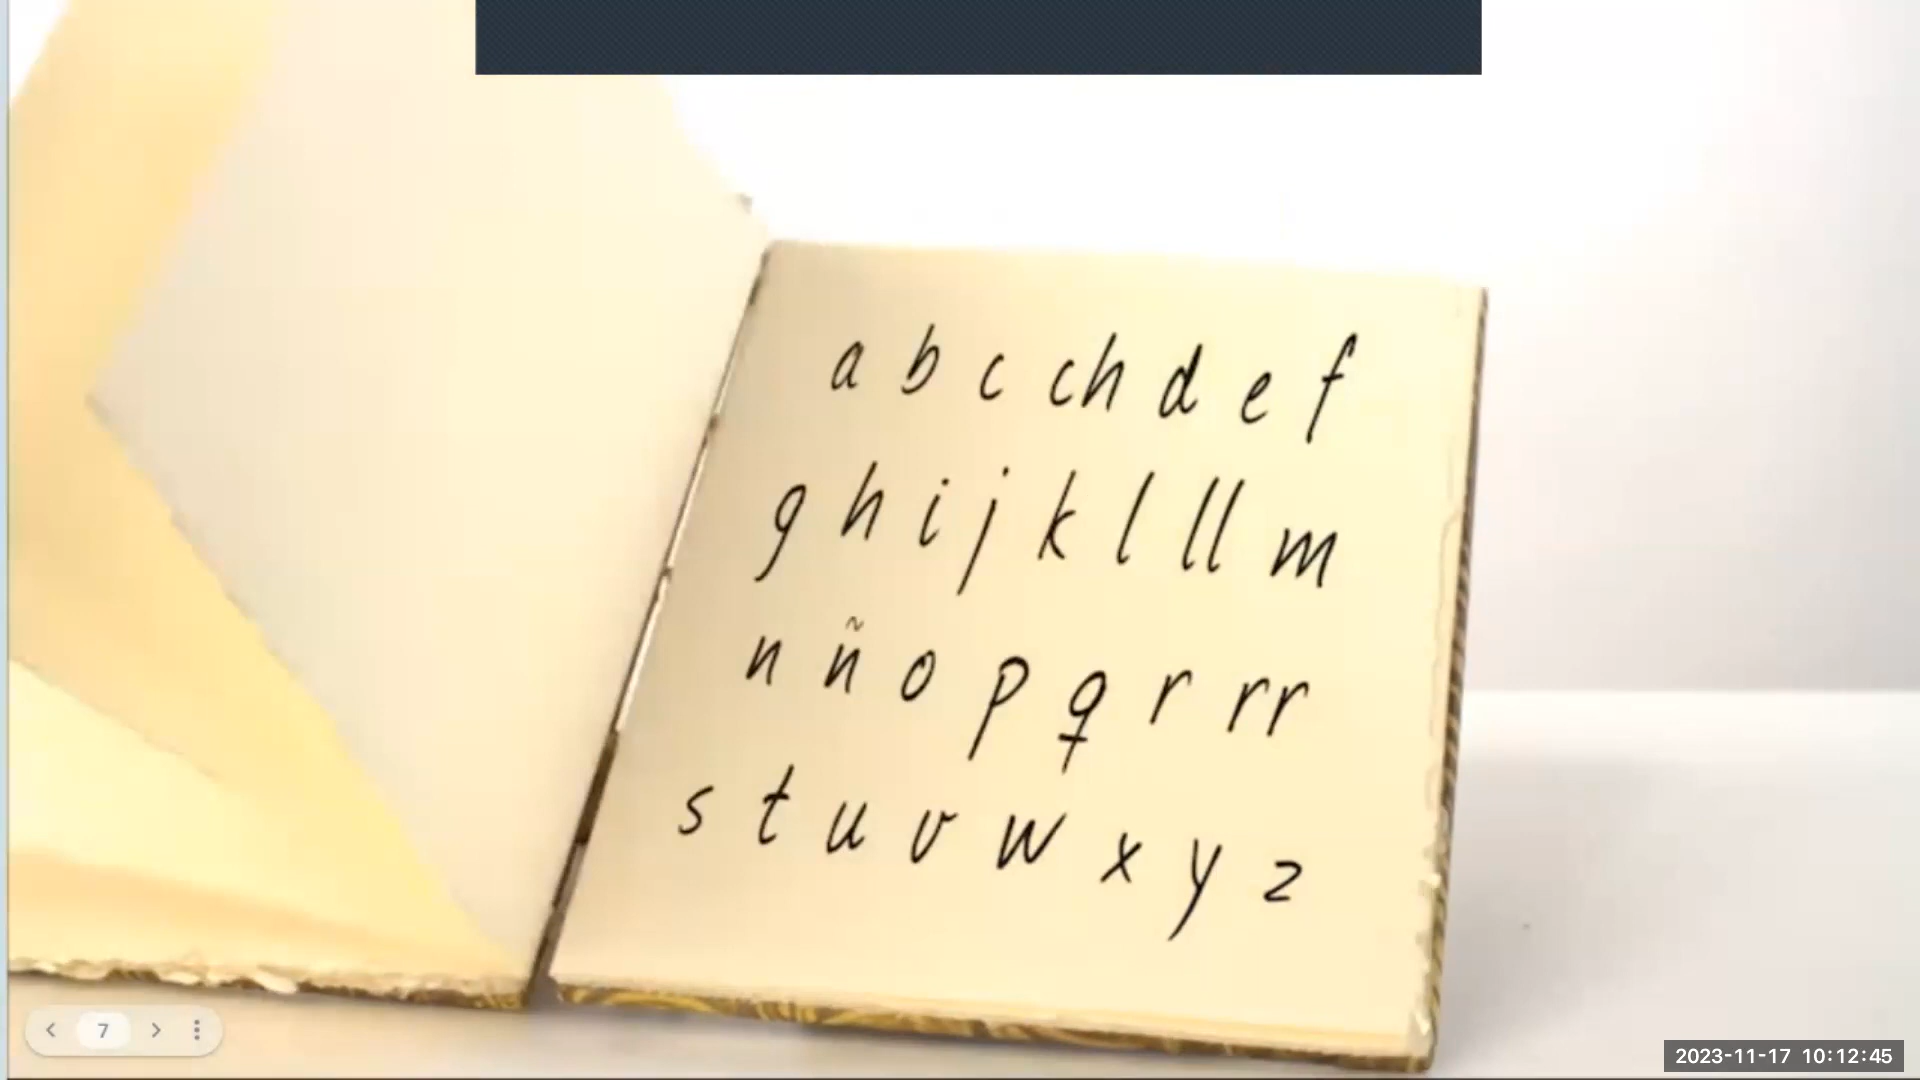 a b c ch d e f
g h i j k l ll m
n ñ o p q r rr
s t u v w x y z
7
2023-11-17 10:12:45